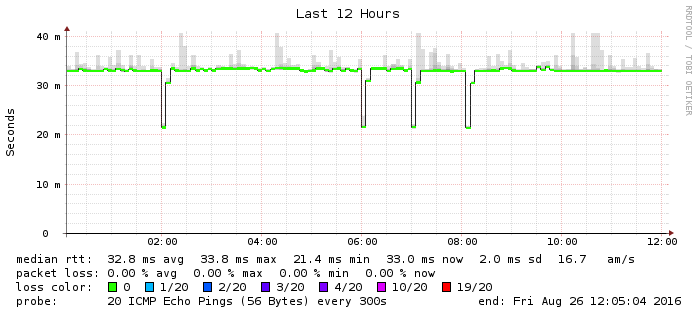 Last 12 Hours
RRDTOOL / TOBI OETIKER
Seconds
40 m
30 m
20 m
10 m
0
02:00 04:00 06:00 08:00 10:00 12:00
median rtt: 32.8 ms avg 33.8 ms max 21.4 ms min 33.0 ms now 2.0 ms sd 16.7 am/s
packet loss: 0.00 % avg 0.00 % max 0.00 % min 0.00 % now
loss color: 0 1/20 2/20 3/20 4/20 10/20 19/20
probe: 20 ICMP Echo Pings (56 Bytes) every 300s end: Fri Aug 26 12:05:04 2016